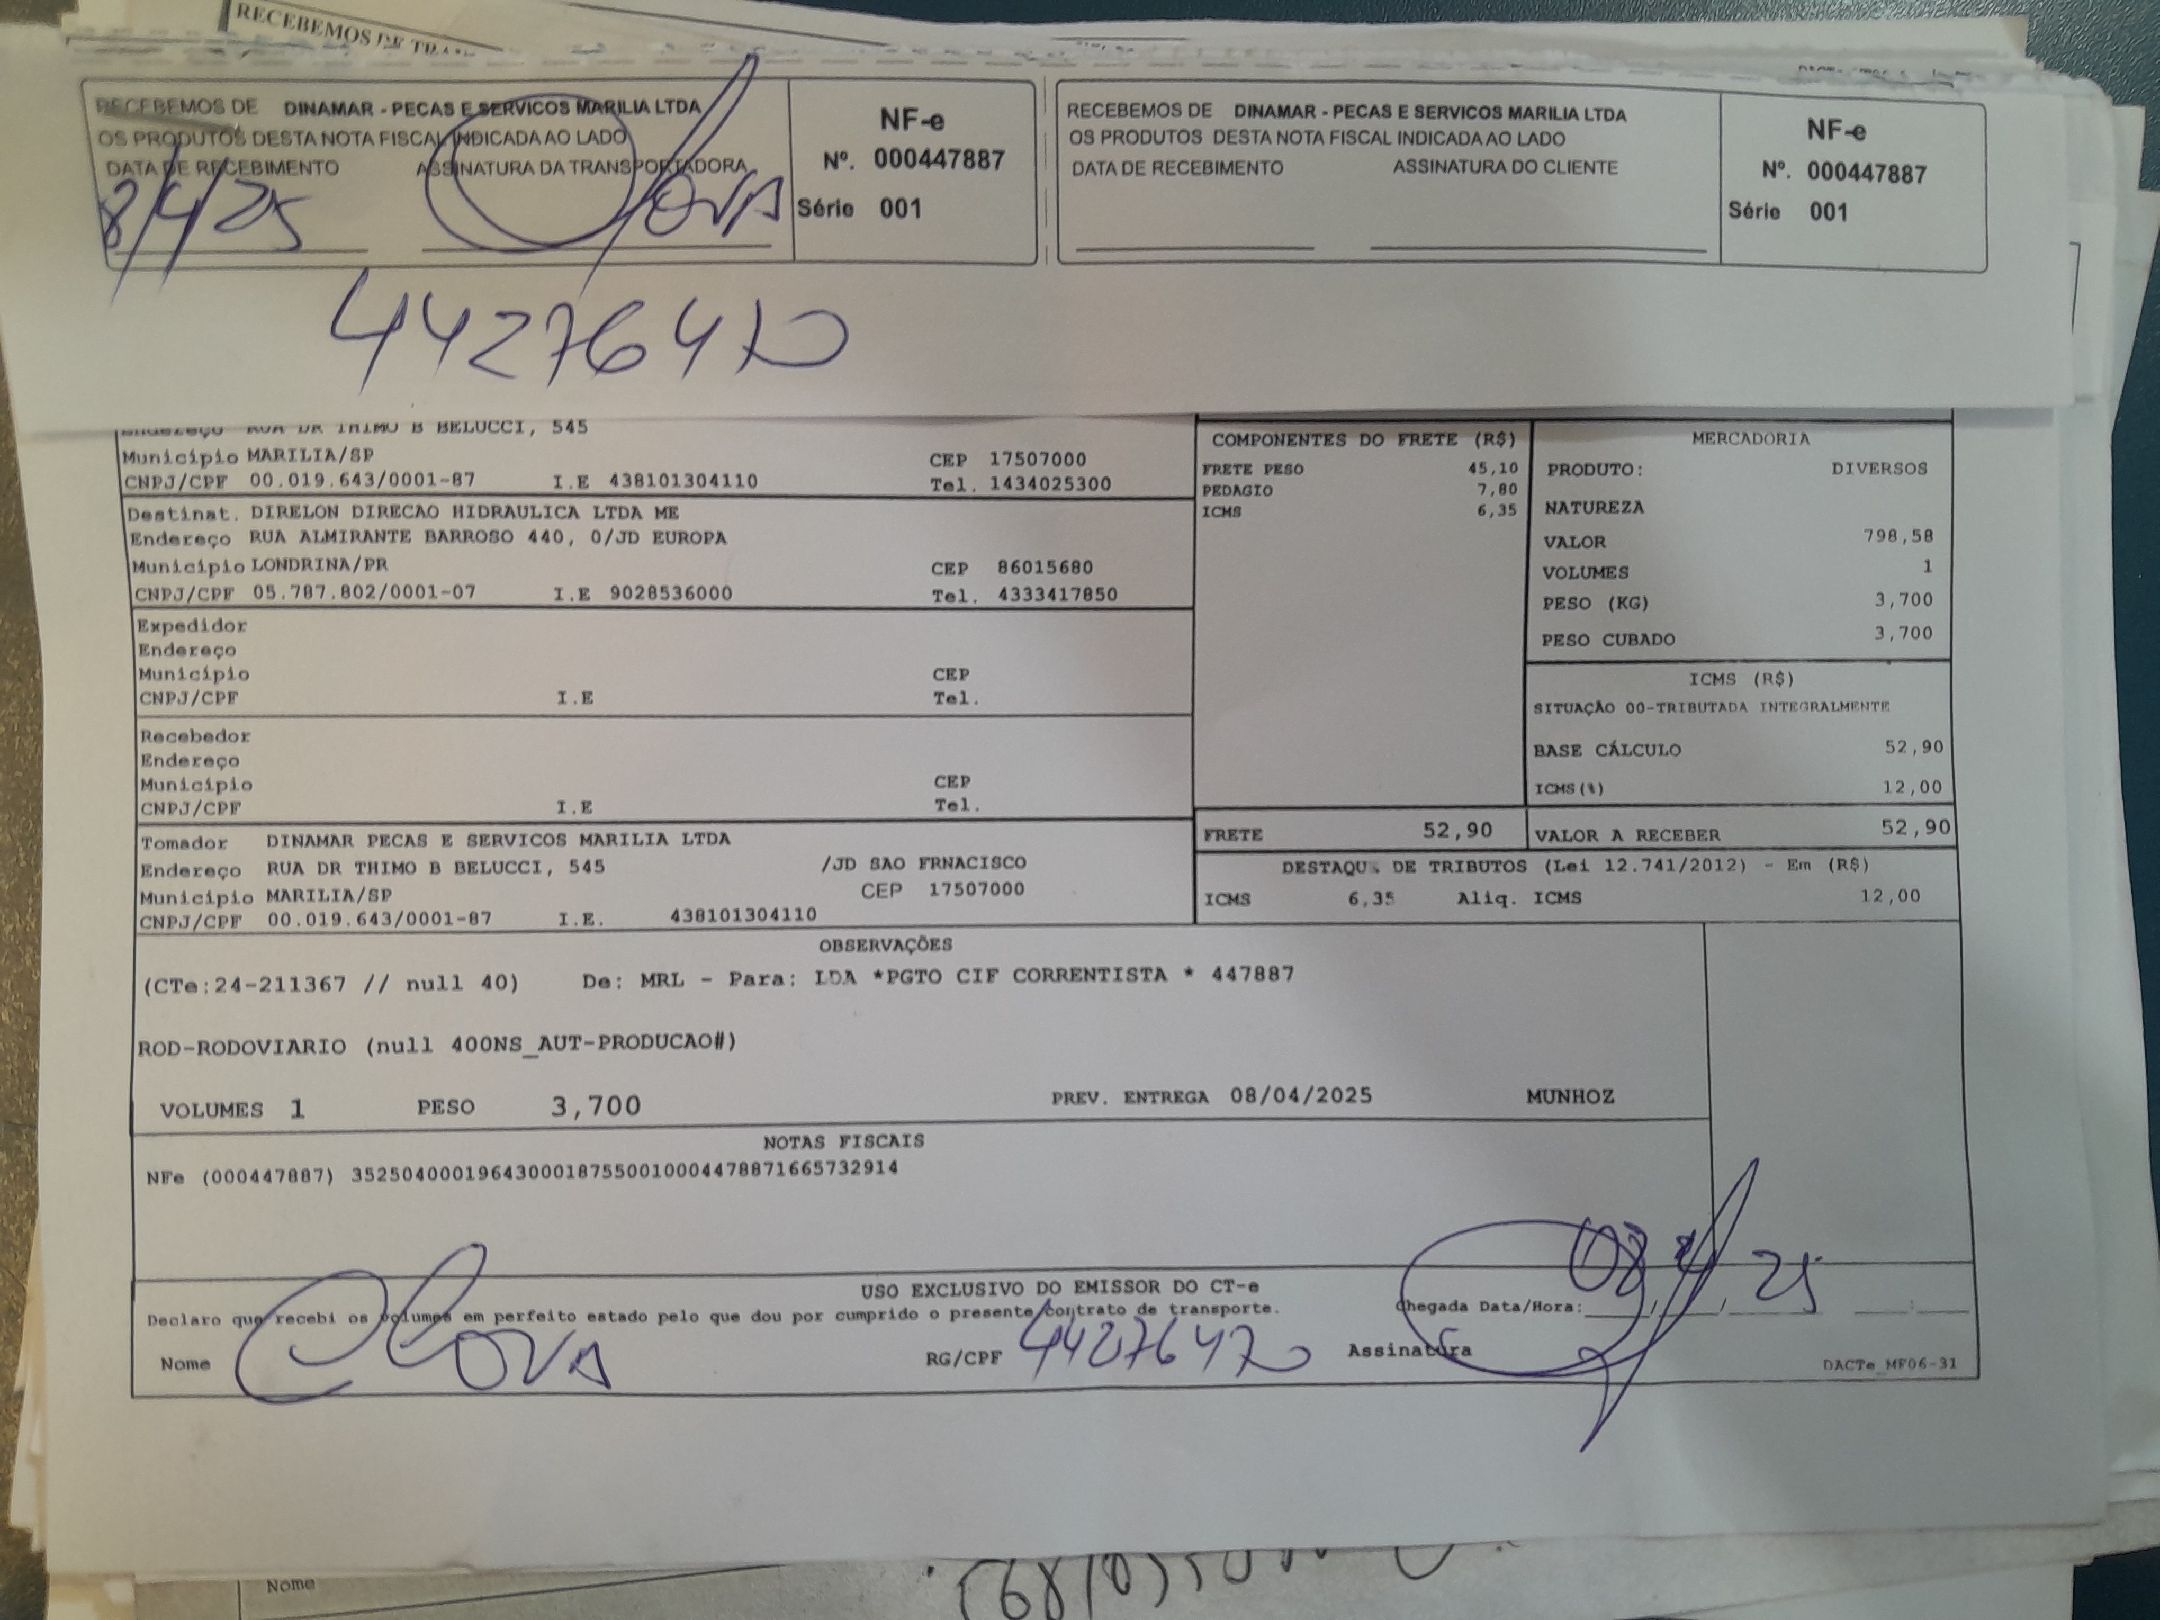 RECEBEMOS DE
RECEBEMOS DE DINAMAR - PECAS E SERVICOS MARILIA LTDA
OS PRODUTOS DESTA NOTA FISCAL INDICADA AO LADO
DATA DE RECEBIMENTO ASSINATURA DA TRANSPORTADORA
8/4/25
NF-e
Nº. 000447887
Série 001
RECEBEMOS DE DINAMAR - PECAS E SERVICOS MARILIA LTDA
OS PRODUTOS DESTA NOTA FISCAL INDICADA AO LADO
DATA DE RECEBIMENTO ASSINATURA DO CLIENTE
NF-e
Nº. 000447887
Série 001
Endereço RUA DR THIMO B BELUCCI, 545
Município MARILIA/SP CEP 17507000
CNPJ/CPF 00.019.643/0001-87 I.E 438101304110 Tel. 1434025300
Destinat. DIRELON DIRECAO HIDRAULICA LTDA ME
Endereço RUA ALMIRANTE BARROSO 440, 0/JD EUROPA
Município LONDRINA/PR CEP 86015680
CNPJ/CPF 05.787.802/0001-07 I.E 9028536000 Tel. 4333417850
Expedidor
Endereço
Município CEP
CNPJ/CPF I.E Tel.
Recebedor
Endereço
Município CEP
CNPJ/CPF I.E Tel.
Tomador DINAMAR PECAS E SERVICOS MARILIA LTDA
Endereço RUA DR THIMO B BELUCCI, 545 /JD SAO FRNACISCO
Município MARILIA/SP CEP 17507000
CNPJ/CPF 00.019.643/0001-87 I.E. 438101304110
COMPONENTES DO FRETE (R$)
FRETE PESO 45,10
PEDAGIO 7,80
ICMS 6,35
FRETE 52,90
MERCADORIA
PRODUTO: DIVERSOS
NATUREZA
VALOR 798,58
VOLUMES 1
PESO (KG) 3,700
PESO CUBADO 3,700
ICMS (R$)
SITUAÇÃO 00-TRIBUTADA INTEGRALMENTE
BASE CÁLCULO 52,90
ICMS(%) 12,00
VALOR A RECEBER 52,90
DESTAQUE DE TRIBUTOS (Lei 12.741/2012) - Em (R$)
ICMS 6,35 Aliq. ICMS 12,00
OBSERVAÇÕES
(CTe:24-211367 // null 40) De: MRL - Para: LDA *PGTO CIF CORRENTISTA * 447887
ROD-RODOVIARIO (null 400NS_AUT-PRODUCAO#)
VOLUMES 1 PESO 3,700 PREV. ENTREGA 08/04/2025 MUNHOZ
NOTAS FISCAIS
NFe (000447887) 35250400019643000187550010004478871665732914
USO EXCLUSIVO DO EMISSOR DO CT-e
Declaro que recebi os volumes em perfeito estado pelo que dou por cumprido o presente contrato de transporte. Chegada Data/Hora: 08 4 25
Nome RG/CPF Assinatura
DACTe_MF06-31
Nome